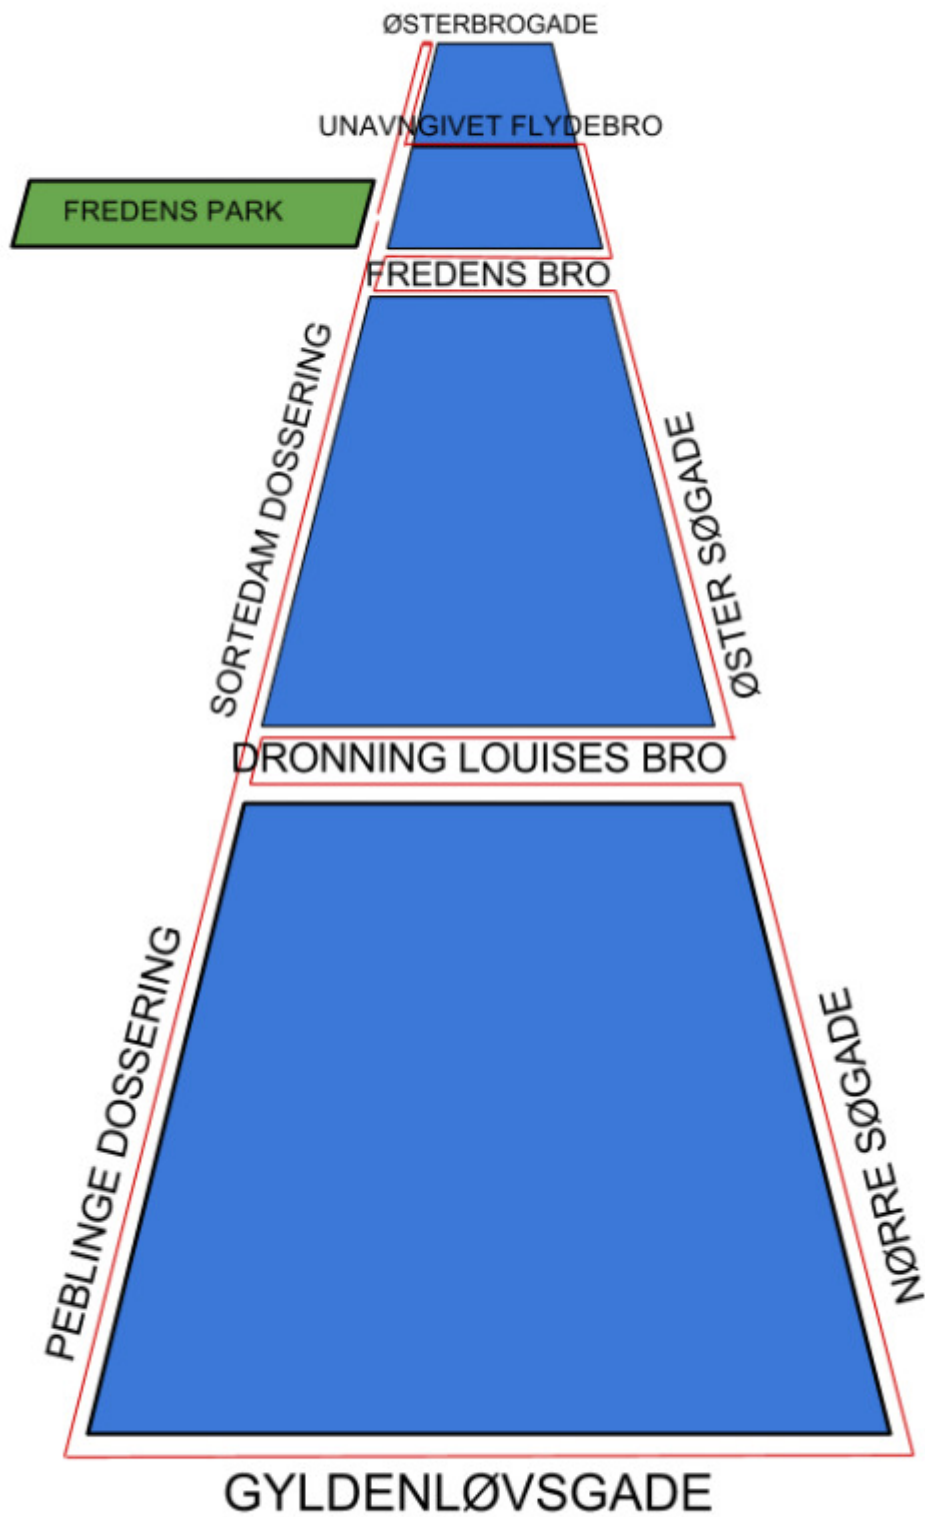 ØSTERBROGADE
UNAVNGIVET FLYDEBRO
FREDENS PARK
FREDENS BRO
SORTEDAM DOSSERING
ØSTER SØGADE
DRONNING LOUISES BRO
PEBLINGE DOSSERING
NØRRE SØGADE
GYLDENLØVSGADE